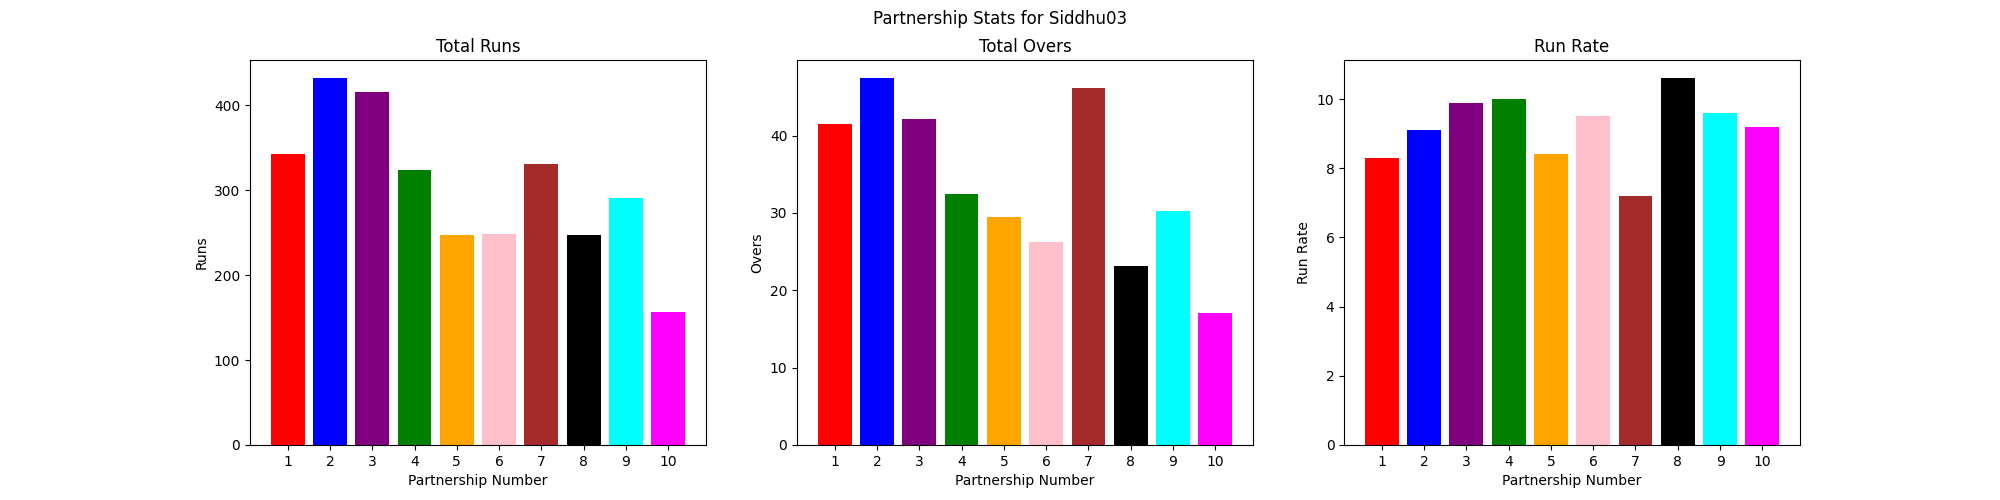 Partnership Stats for Siddhu03
Total Runs
Runs
400
300
200
100
0
1 2 3 4 5 6 7 8 9 10
Partnership Number
Total Overs
Overs
40
30
20
10
0
1 2 3 4 5 6 7 8 9 10
Partnership Number
Run Rate
Run Rate
10
8
6
4
2
0
1 2 3 4 5 6 7 8 9 10
Partnership Number